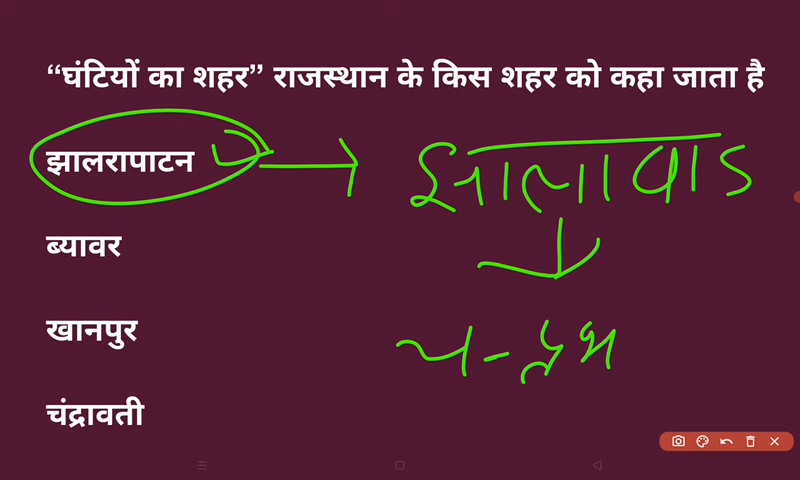 “घंटियों का शहर” राजस्थान के किस शहर को कहा जाता है
झालरापाटन
झालावाड
ब्यावर
खानपुर
चंद्रावती